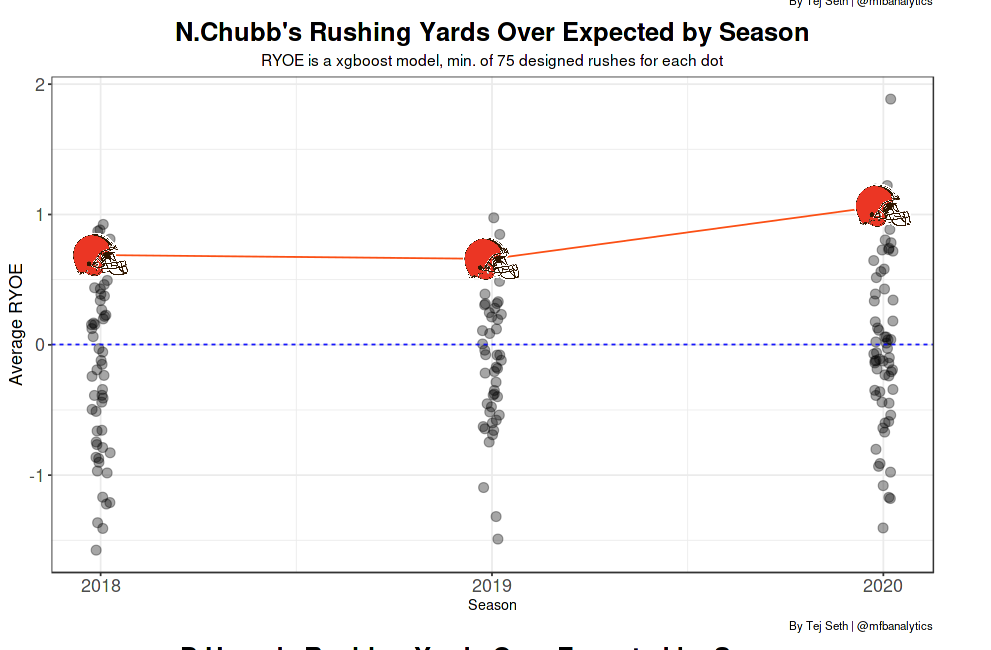 By Tej Seth | @mfbanalytics
N.Chubb's Rushing Yards Over Expected by Season
RYOE is a xgboost model, min. of 75 designed rushes for each dot
2
1
0
-1
Average RYOE
2018 2019 2020
Season
By Tej Seth | @mfbanalytics